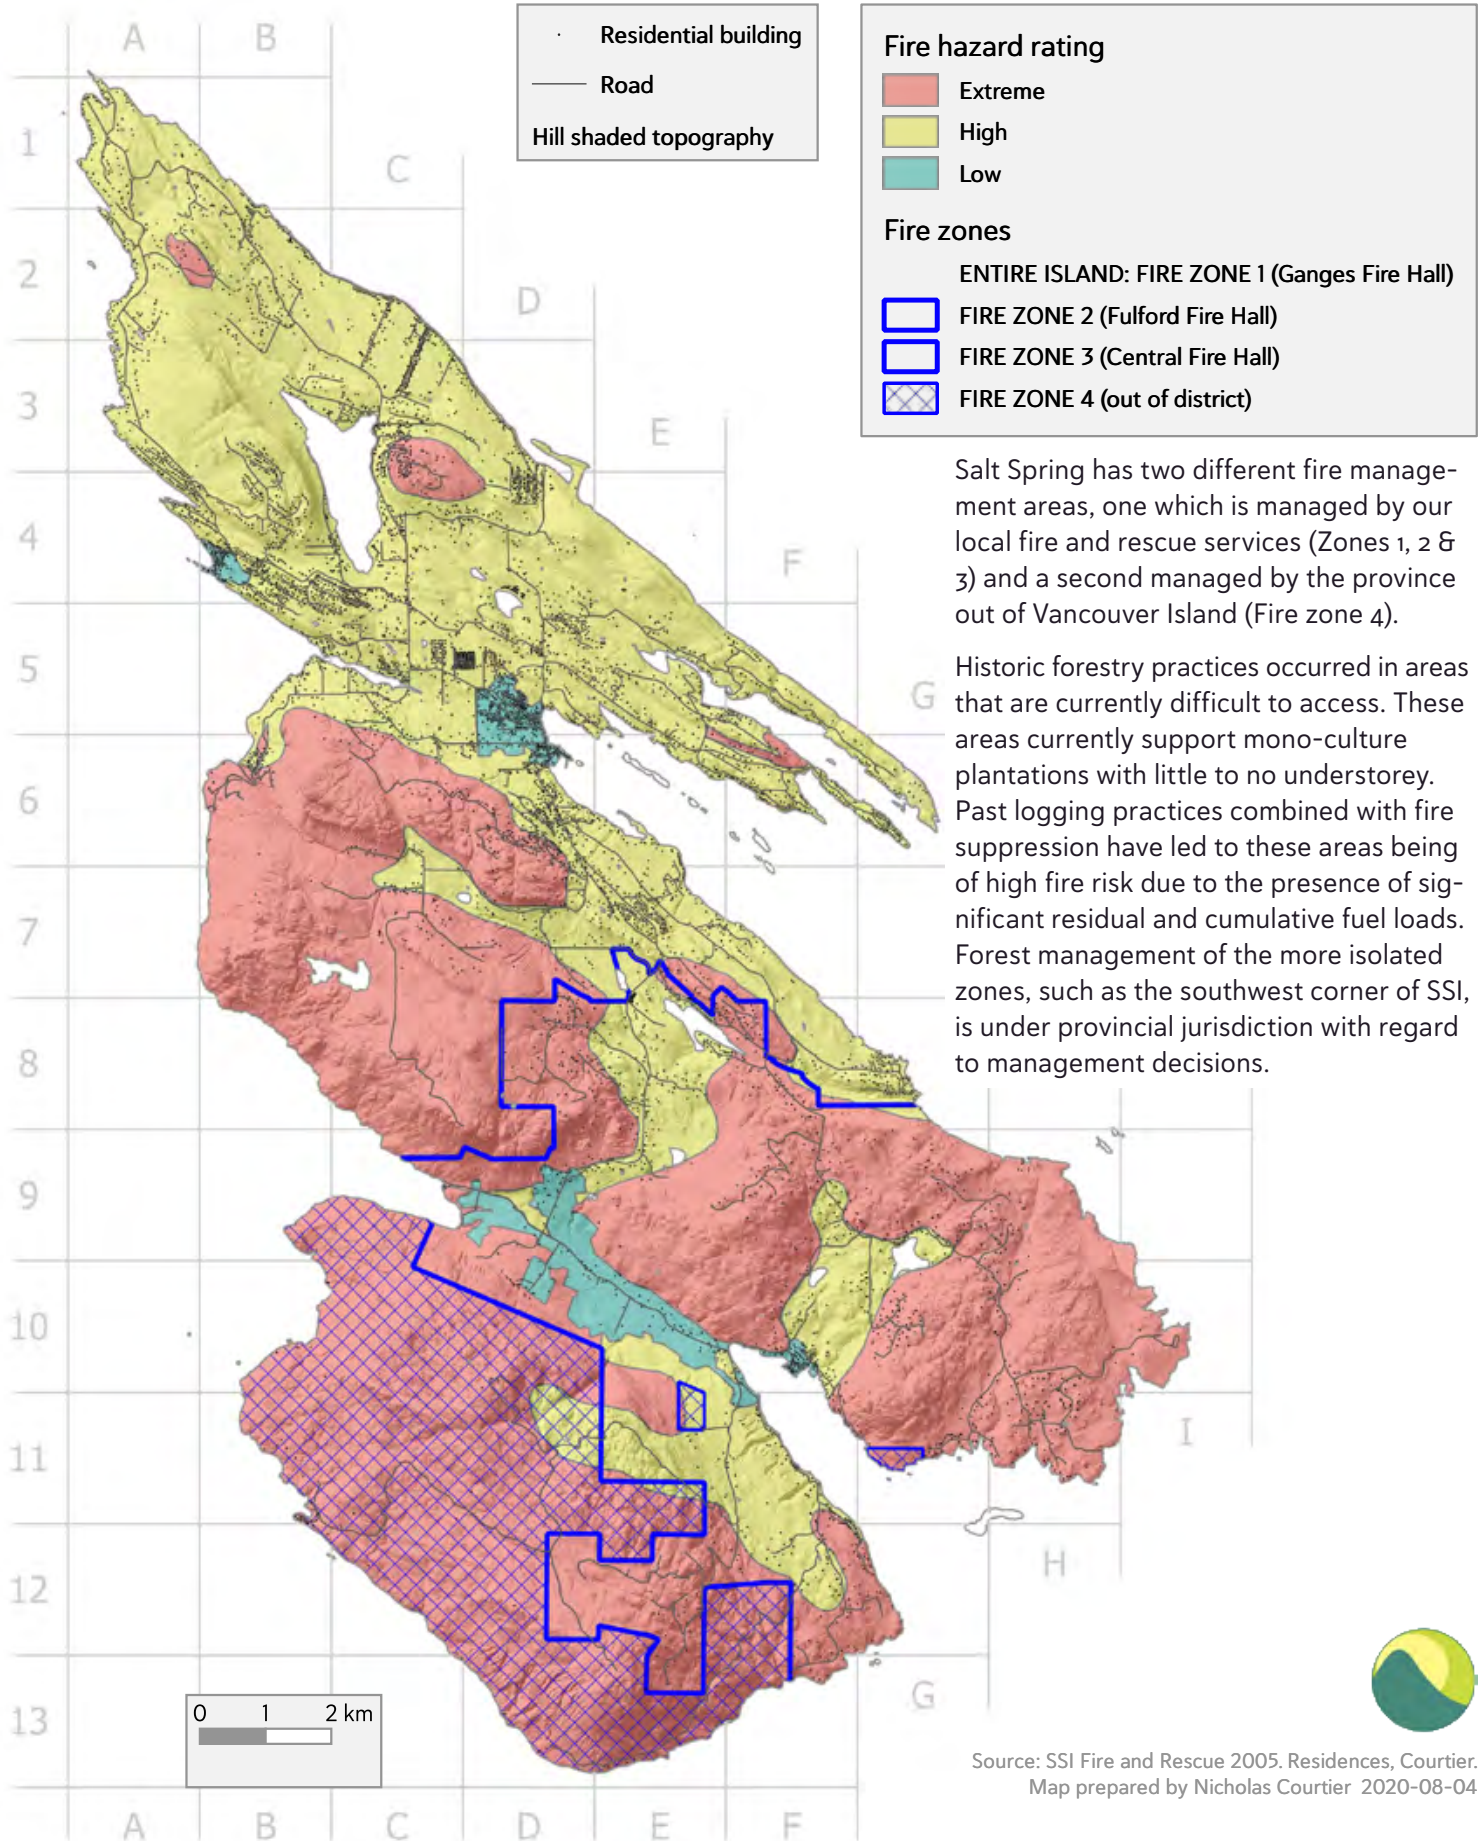 A
B
C
D
E
F
G
1
2
3
4
5
6
7
8
9
10
11
12
13
Residential building
Road
Hill shaded topography
Fire hazard rating
Extreme
High
Low
Fire zones
ENTIRE ISLAND: FIRE ZONE 1 (Ganges Fire Hall)
FIRE ZONE 2 (Fulford Fire Hall)
FIRE ZONE 3 (Central Fire Hall)
FIRE ZONE 4 (out of district)
Salt Spring has two different fire manage-
ment areas, one which is managed by our
local fire and rescue services (Zones 1, 2 &
3) and a second managed by the province
out of Vancouver Island (Fire zone 4).
Historic forestry practices occurred in areas
that are currently difficult to access. These
areas currently support mono-culture
plantations with little to no understorey.
Past logging practices combined with fire
suppression have led to these areas being
of high fire risk due to the presence of sig-
nificant residual and cumulative fuel loads.
Forest management of the more isolated
zones, such as the southwest corner of SSI,
is under provincial jurisdiction with regard
to management decisions.
I
H
G
0 1 2 km
A B C D E F
Source: SSI Fire and Rescue 2005. Residences, Courtier.
Map prepared by Nicholas Courtier 2020-08-04